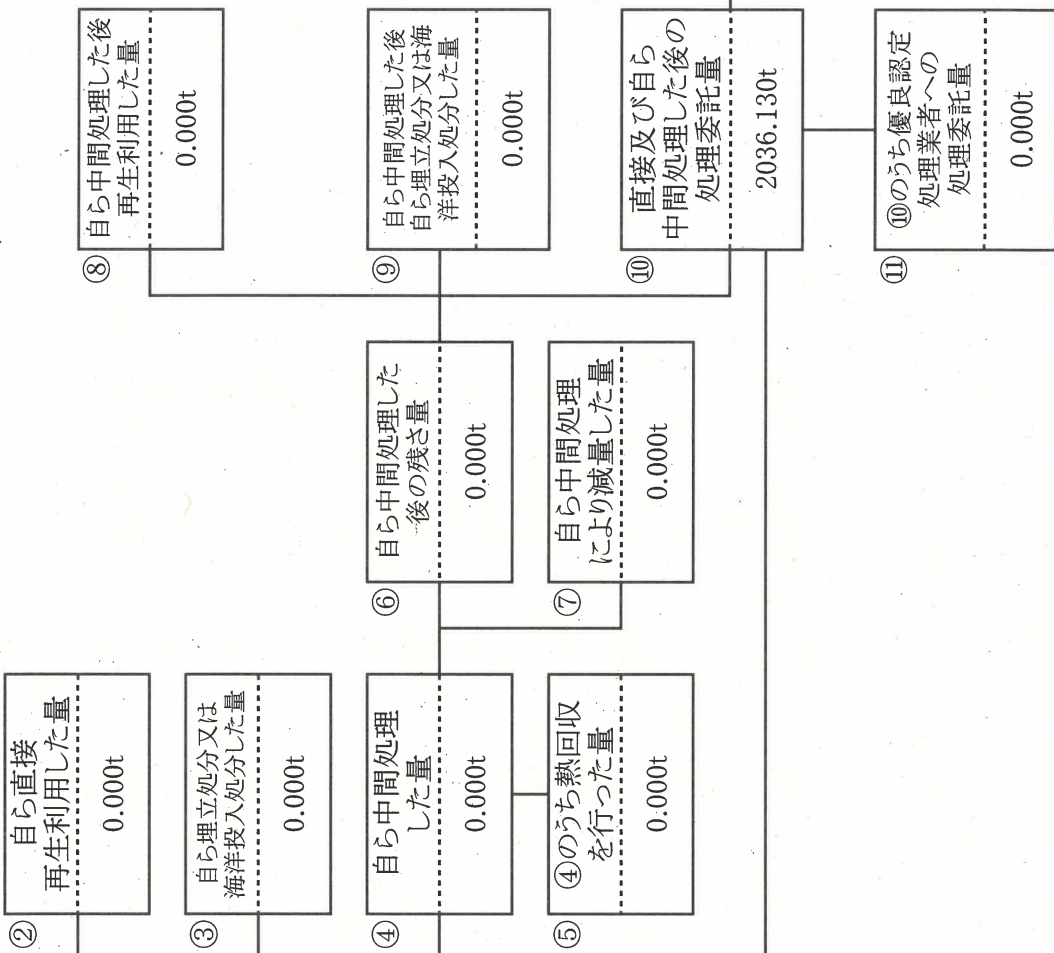 ②
自ら直接
再生利用した量
0.000t
③
自ら埋立処分又は
海洋投入処分した量
0.000t
④
自ら中間処理
した量
0.000t
⑤
④のうち熱回収
を行った量
0.000t
⑥
自ら中間処理した
後の残さ量
0.000t
⑦
自ら中間処理
により減量した量
0.000t
⑧
自ら中間処理した後
再生利用した量
0.000t
⑨
自ら中間処理した後
自ら埋立処分又は海
洋投入処分した量
0.000t
⑩
直接及び自ら
中間処理した後の
処理委託量
2036.130t
⑪
⑩のうち優良認定
処理業者への
処理委託量
0.000t